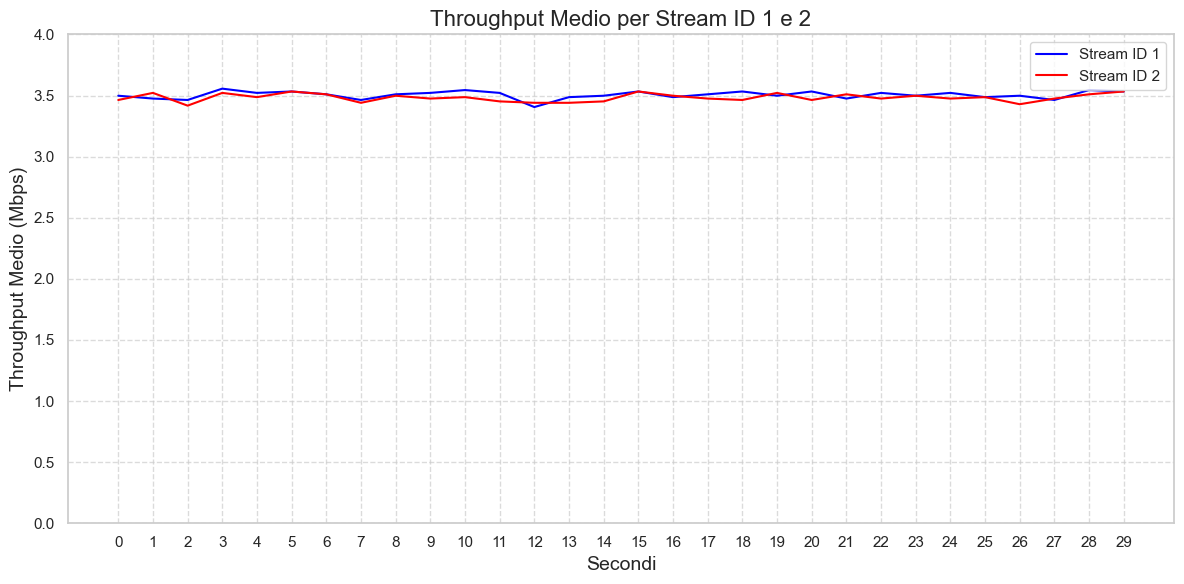 Throughput Medio per Stream ID 1 e 2
Stream ID 1
Stream ID 2
Throughput Medio (Mbps)
4.0
3.5
3.0
2.5
2.0
1.5
1.0
0.5
0.0
0 1 2 3 4 5 6 7 8 9 10 11 12 13 14 15 16 17 18 19 20 21 22 23 24 25 26 27 28 29
Secondi